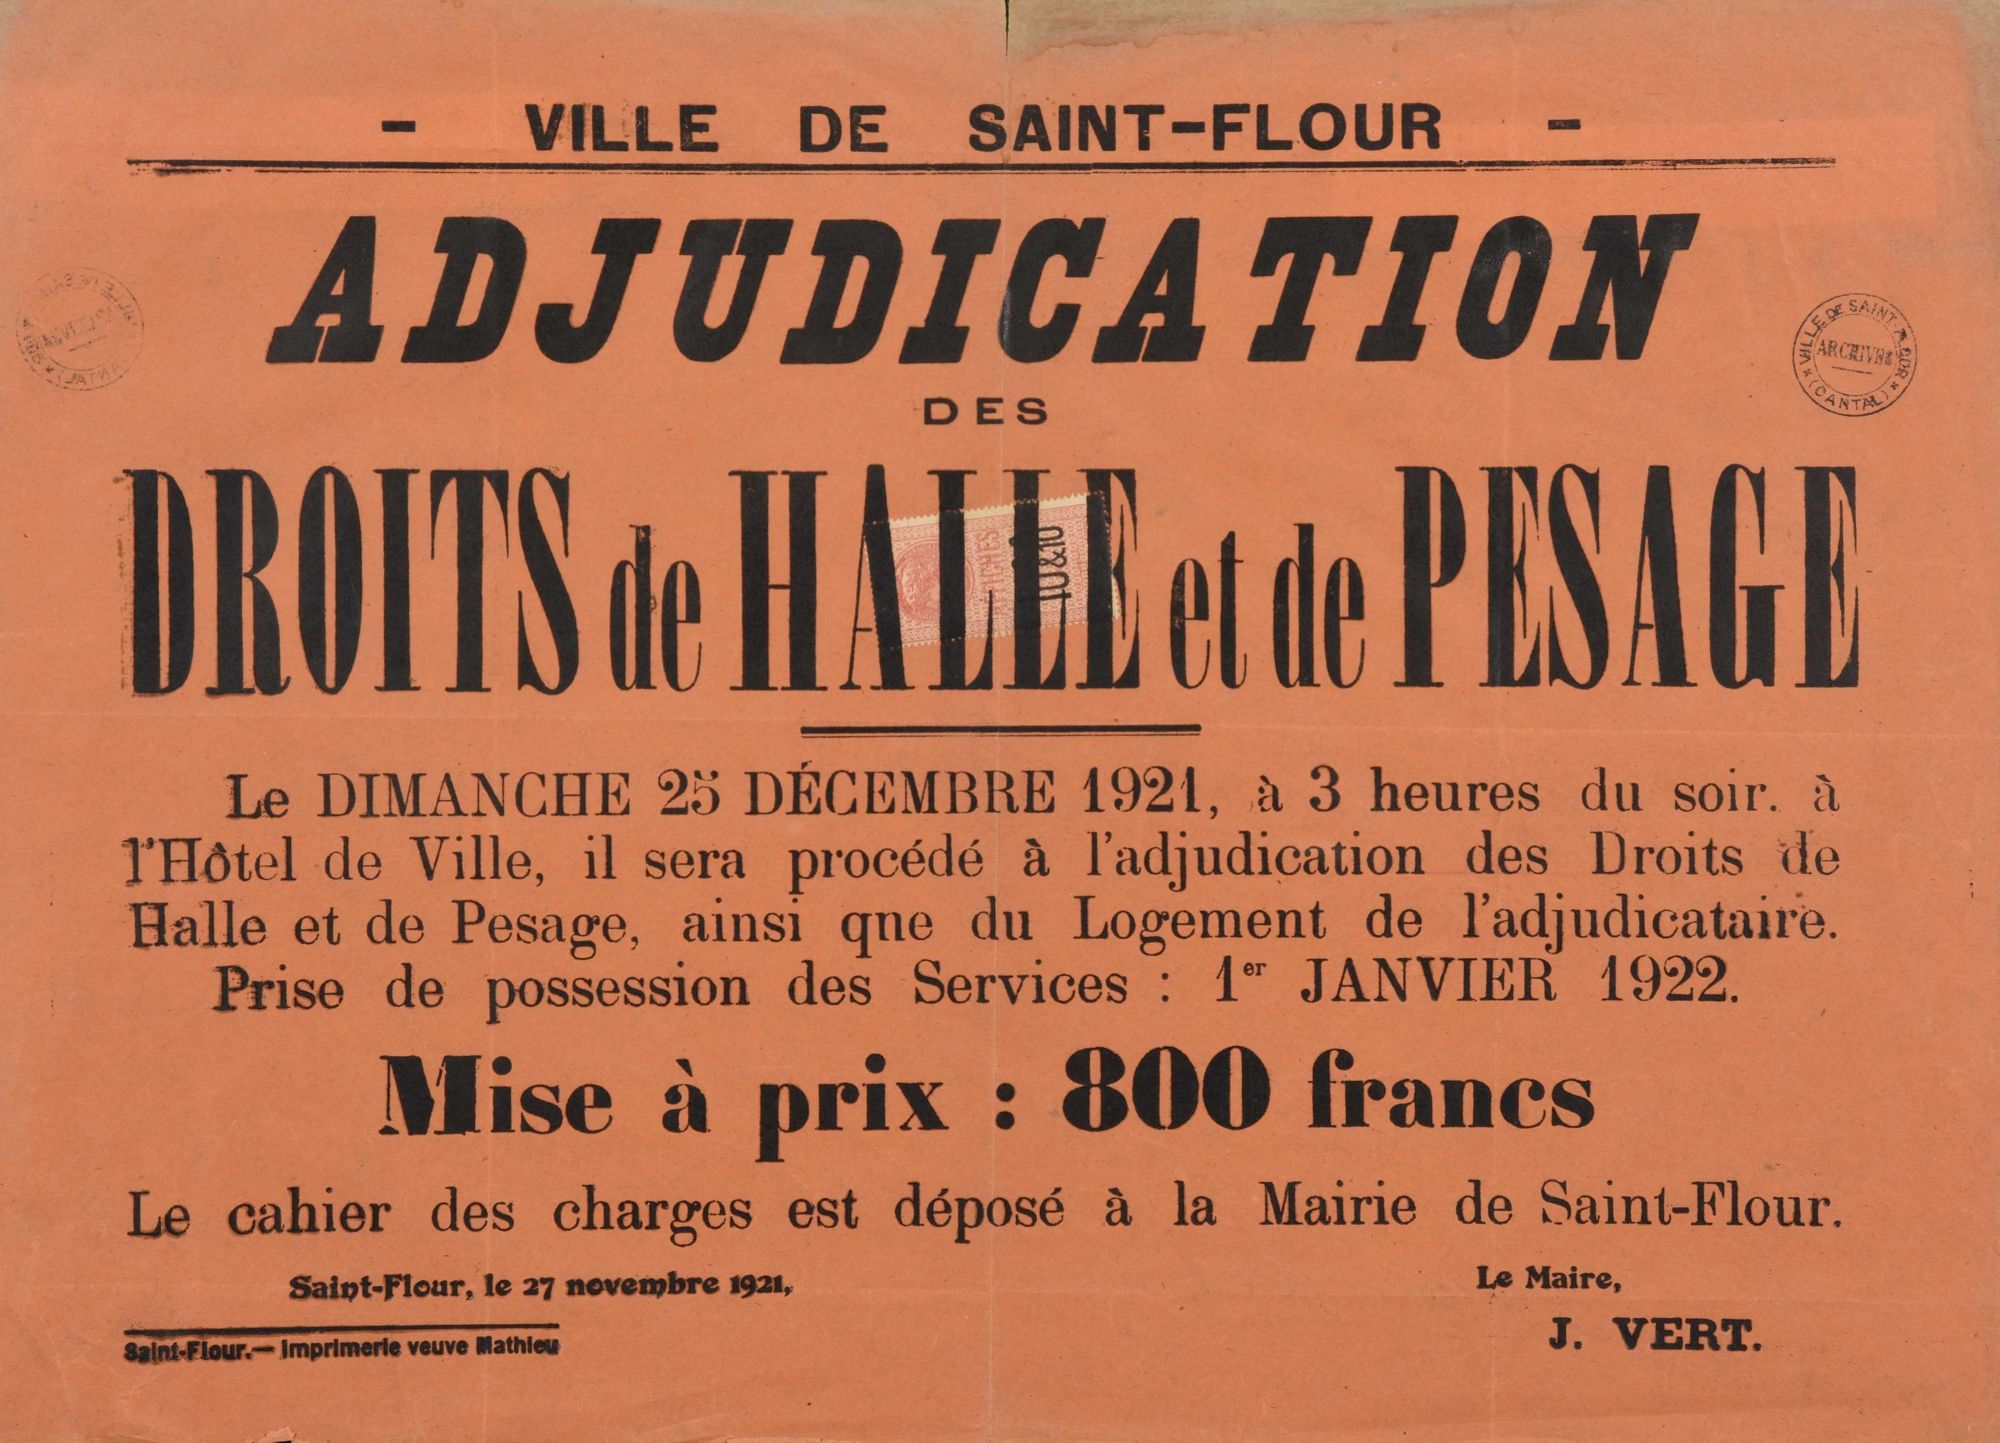 - VILLE DE SAINT-FLOUR -
ADJUDICATION
DES
DROITS de HALLE et de PESAGE
AFFICHES
10&10
VILLE DE SAINT-FLOUR
ARCHIVES
(CANTAL)
Le DIMANCHE 25 DÉCEMBRE 1921, à 3 heures du soir. à
l'Hôtel de Ville, il sera procédé à l'adjudication des Droits de
Halle et de Pesage, ainsi qne du Logement de l'adjudicataire.
Prise de possession des Services : 1er JANVIER 1922.
Mise à prix : 800 francs
Le cahier des charges est déposé à la Mairie de Saint-Flour.
Saint-Flour, le 27 novembre 1921,
Le Maire,
J. VERT.
Saint-Flour.— Imprimerie veuve Mathieu